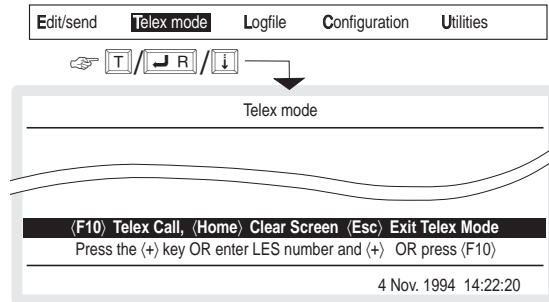 Edit/send Telex mode Logfile Configuration Utilities
☞ T / ↵ R / ↓
Telex mode
⟨F10⟩ Telex Call, ⟨Home⟩ Clear Screen ⟨Esc⟩ Exit Telex Mode
Press the ⟨+⟩ key OR enter LES number and ⟨+⟩ OR press ⟨F10⟩
4 Nov. 1994 14:22:20